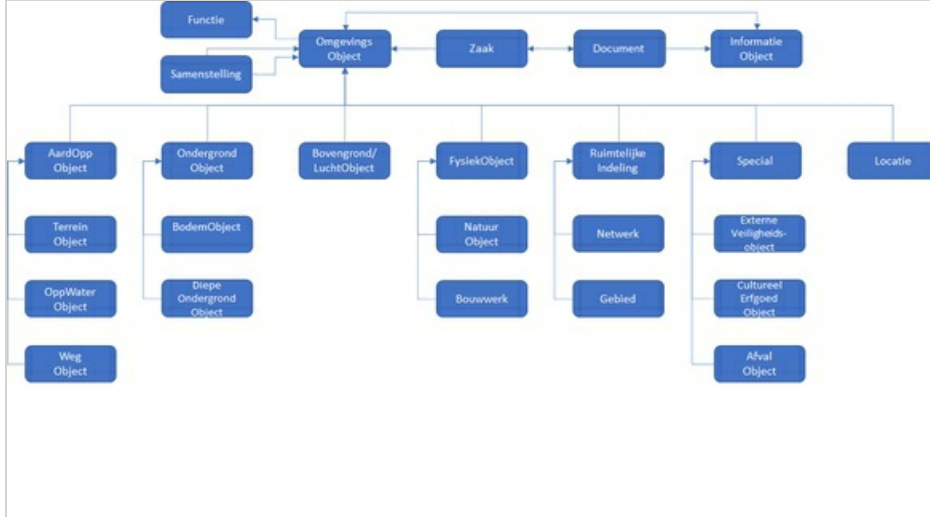 Functie
Omgevings
Object
Zaak
Document
Informatie
Object
Samenstelling
AardOpp
Object
Ondergrond
Object
Bovengrond/
LuchtObject
FysiekObject
Ruimtelijke
Indeling
Special
Locatie
Terrein
Object
BodemObject
Natuur
Object
Netwerk
Externe
Veiligheids-
object
OppWater
Object
Diepe
Ondergrond
Object
Bouwwerk
Gebied
Cultureel
Erfgoed
Object
Weg
Object
Afval
Object